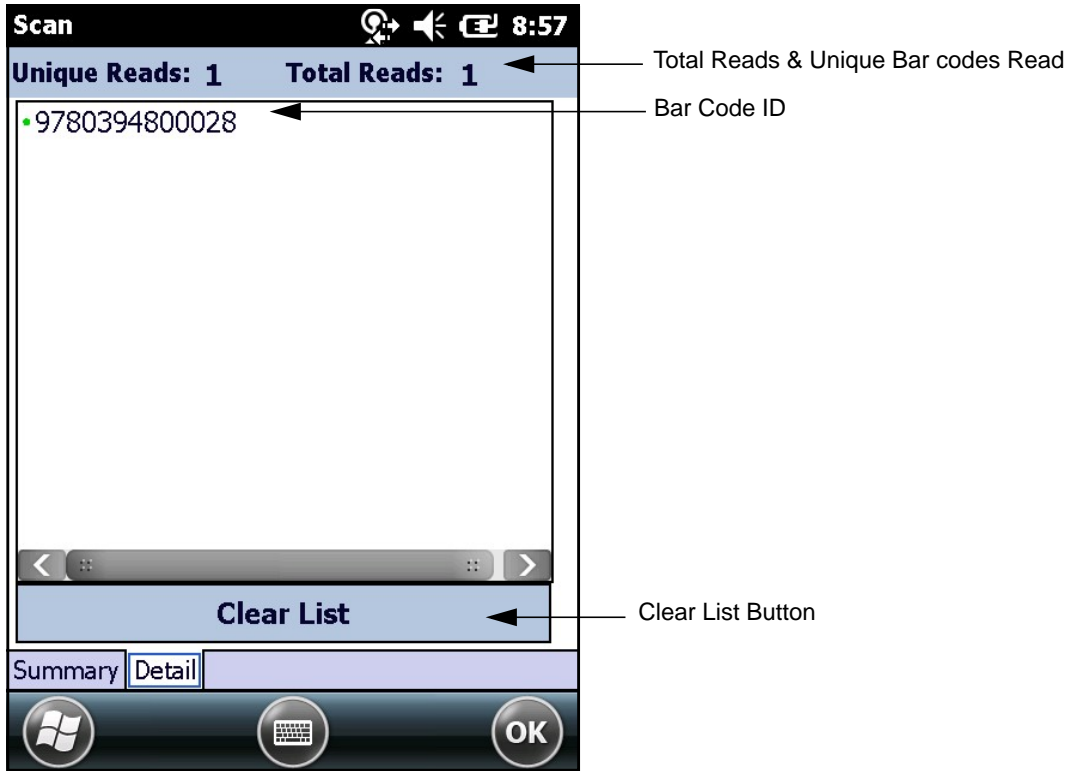 Scan 8:57
Unique Reads: 1 Total Reads: 1
Total Reads & Unique Bar codes Read
9780394800028
Bar Code ID
Clear List
Clear List Button
Summary Detail
OK